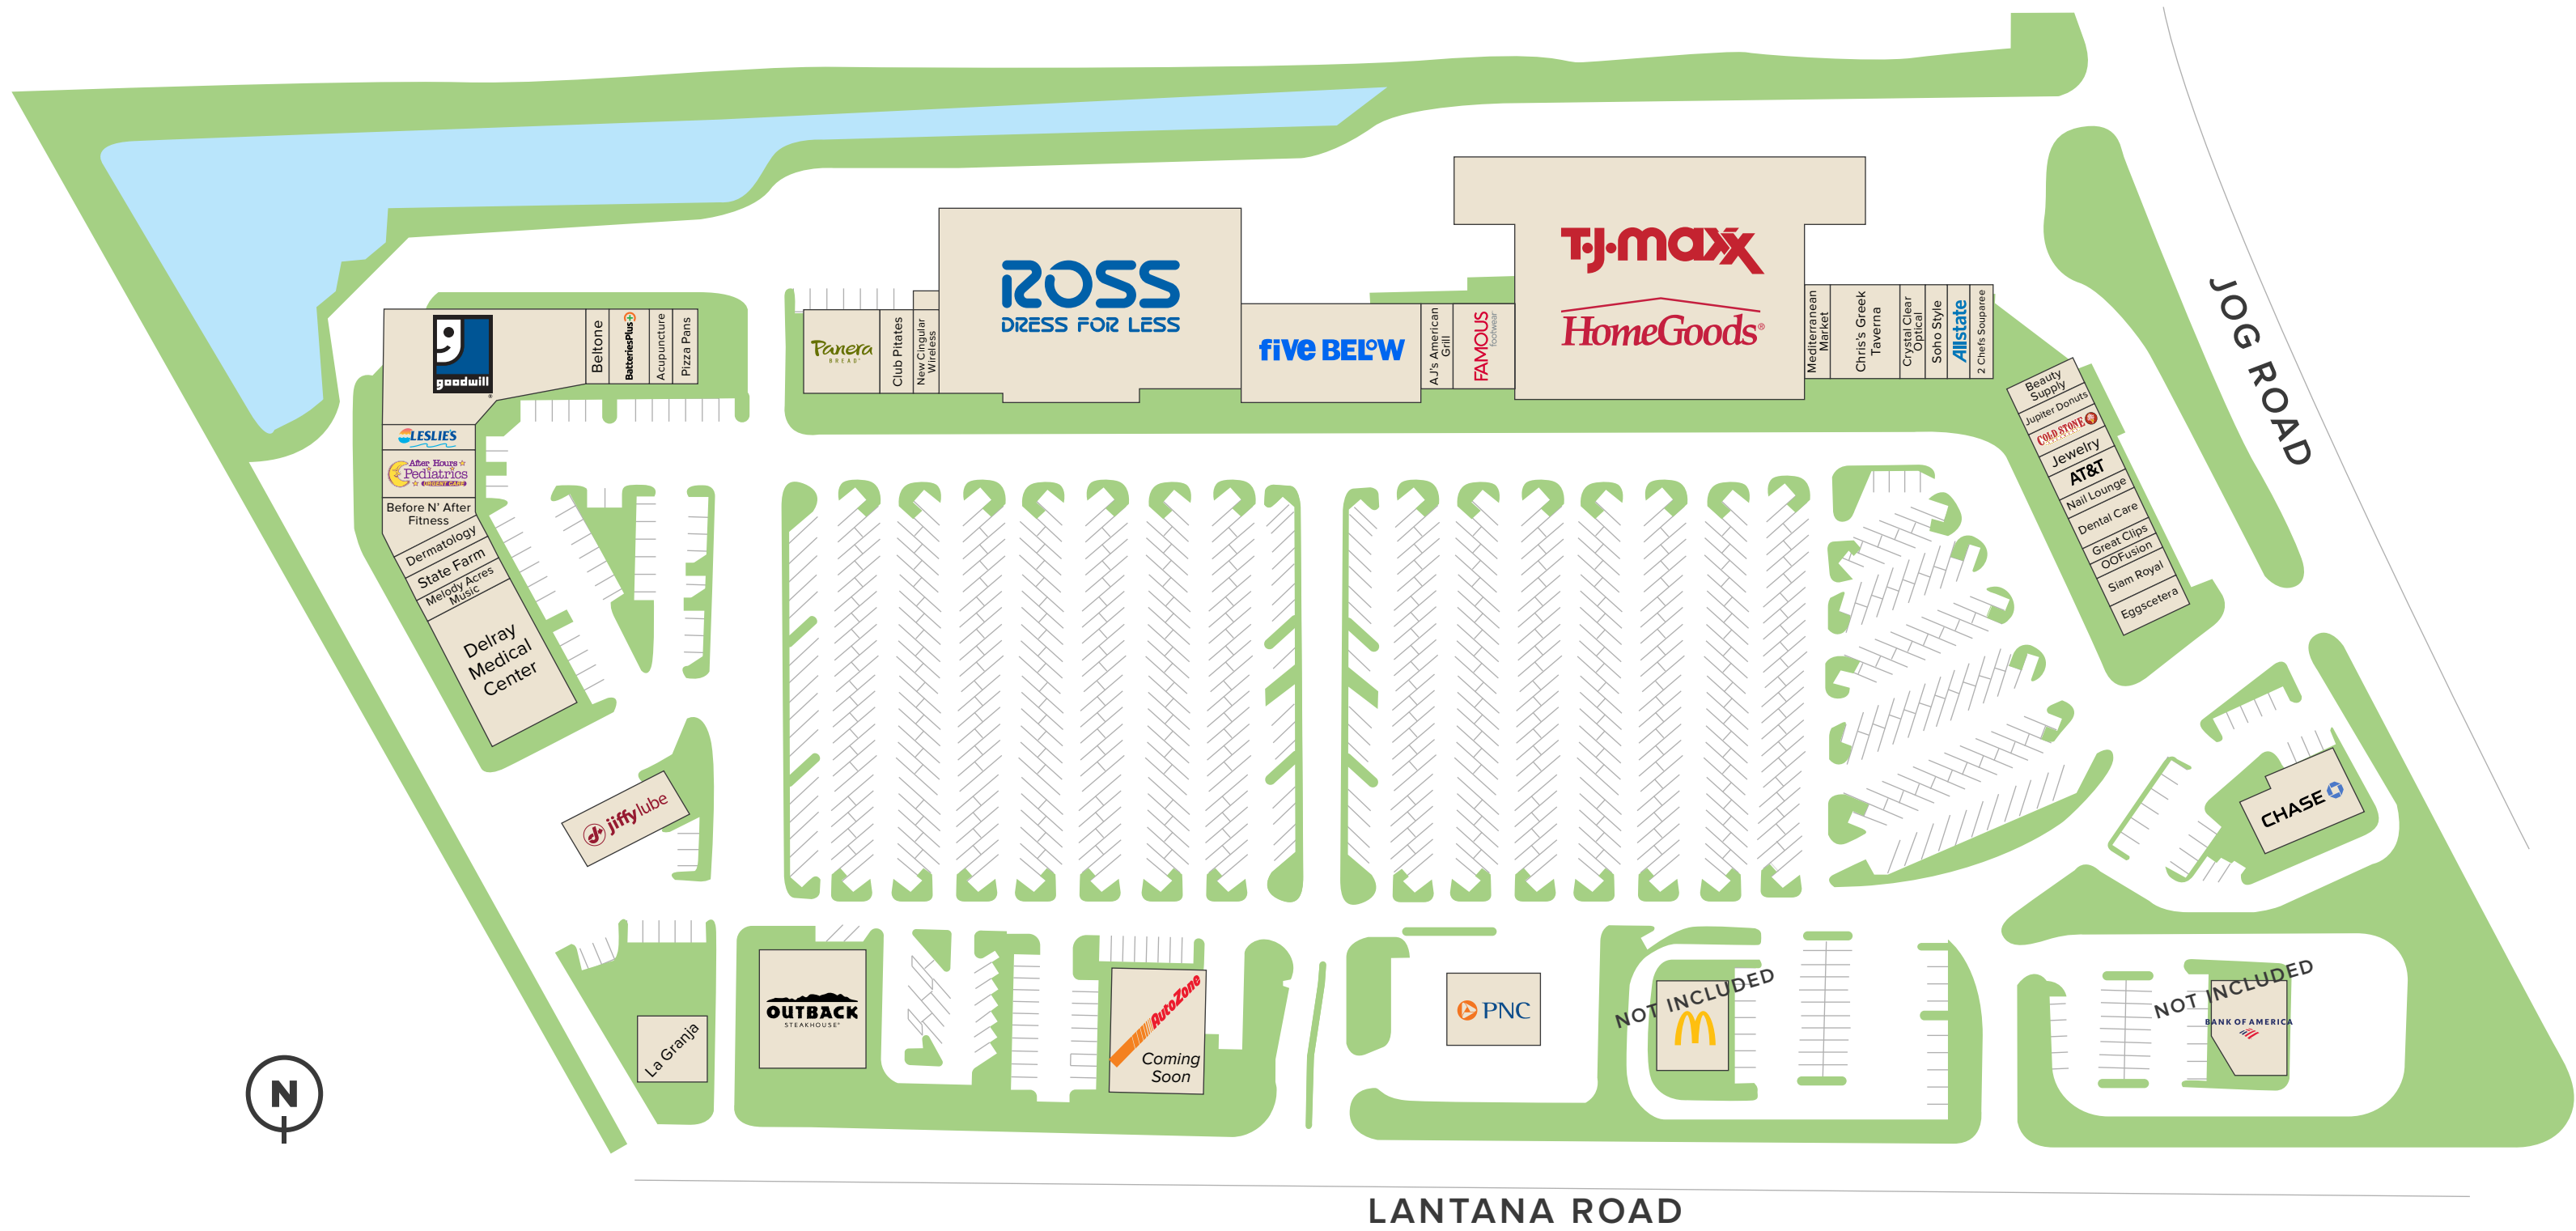 JOG ROAD
goodwill
Beltone
BatteriesPlus+
Acupuncture
Pizza Pans
LESLIE'S
After Hours
Pediatrics
URGENT CARE
Before N' After
Fitness
Dermatology
State Farm
Melody Acres
Music
Delray
Medical
Center
Panera
BREAD®
Club Pitates
New Cingular
Wireless
ROSS
DRESS FOR LESS
five BELOW
AJ's American
Grill
FAMOUS
footwear
T·J·maxx
HomeGoods®
Mediterranean
Market
Chris's Greek
Taverna
Crystal Clear
Optical
Soho Style
Allstate
2 Chefs Souparee
Beauty
Supply
Jupiter Donuts
COLD STONE
Jewelry
AT&T
Nail Lounge
Dental Care
Great Clips
OOFusion
Siam Royal
Eggscetera
jiffylube
CHASE
La Granja
OUTBACK
STEAKHOUSE®
AutoZone
Coming
Soon
PNC
NOT INCLUDED
NOT INCLUDED
BANK OF AMERICA
N
LANTANA ROAD